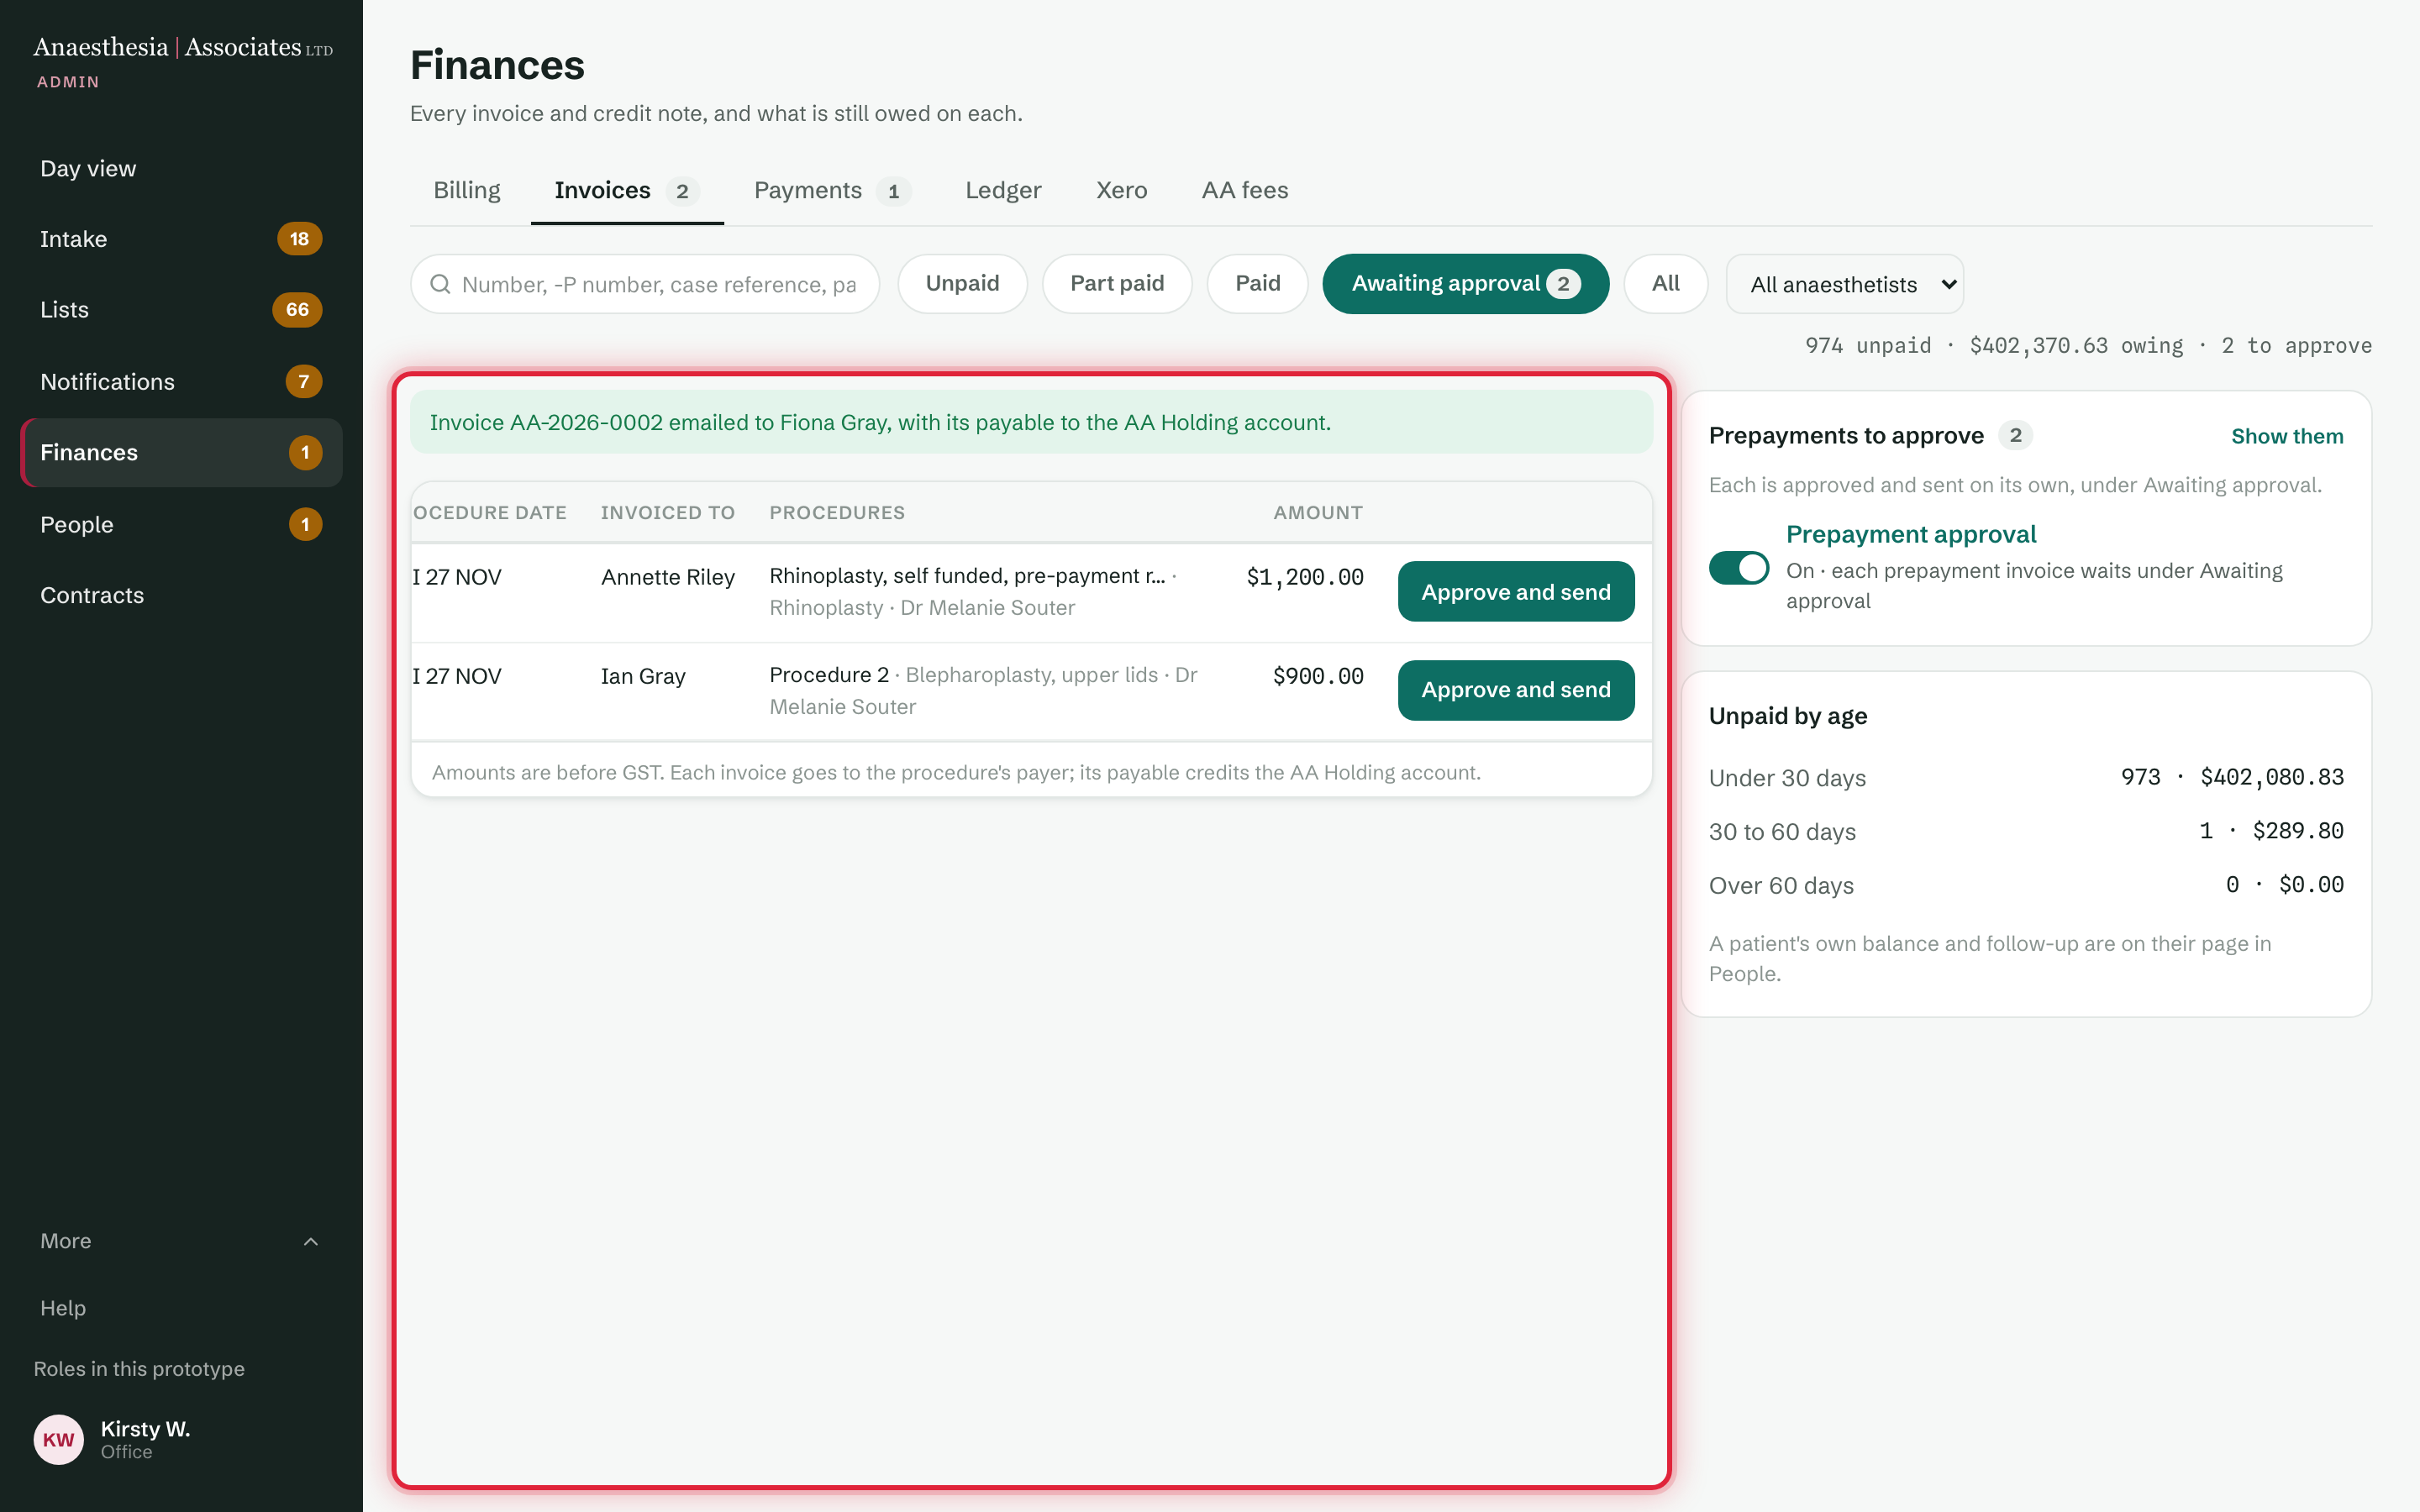 Anaesthesia | Associates LTD
ADMIN
Day view
Intake 18
Lists 66
Notifications 7
Finances 1
People 1
Contracts
More
Help
Roles in this prototype
KW
Kirsty W.
Office
Finances
Every invoice and credit note, and what is still owed on each.
Billing Invoices 2 Payments 1 Ledger Xero AA fees
Number, -P number, case reference, pa Unpaid Part paid Paid Awaiting approval 2 All All anaesthetists
974 unpaid · $402,370.63 owing · 2 to approve
Invoice AA-2026-0002 emailed to Fiona Gray, with its payable to the AA Holding account.
OCEDURE DATE INVOICED TO PROCEDURES AMOUNT
I 27 NOV Annette Riley Rhinoplasty, self funded, pre-payment r... · $1,200.00 Approve and send
Rhinoplasty · Dr Melanie Souter
I 27 NOV Ian Gray Procedure 2 · Blepharoplasty, upper lids · Dr $900.00 Approve and send
Melanie Souter
Amounts are before GST. Each invoice goes to the procedure's payer; its payable credits the AA Holding account.
Prepayments to approve 2 Show them
Each is approved and sent on its own, under Awaiting approval.
Prepayment approval
On · each prepayment invoice waits under Awaiting
approval
Unpaid by age
Under 30 days 973 · $402,080.83
30 to 60 days 1 · $289.80
Over 60 days 0 · $0.00
A patient's own balance and follow-up are on their page in
People.